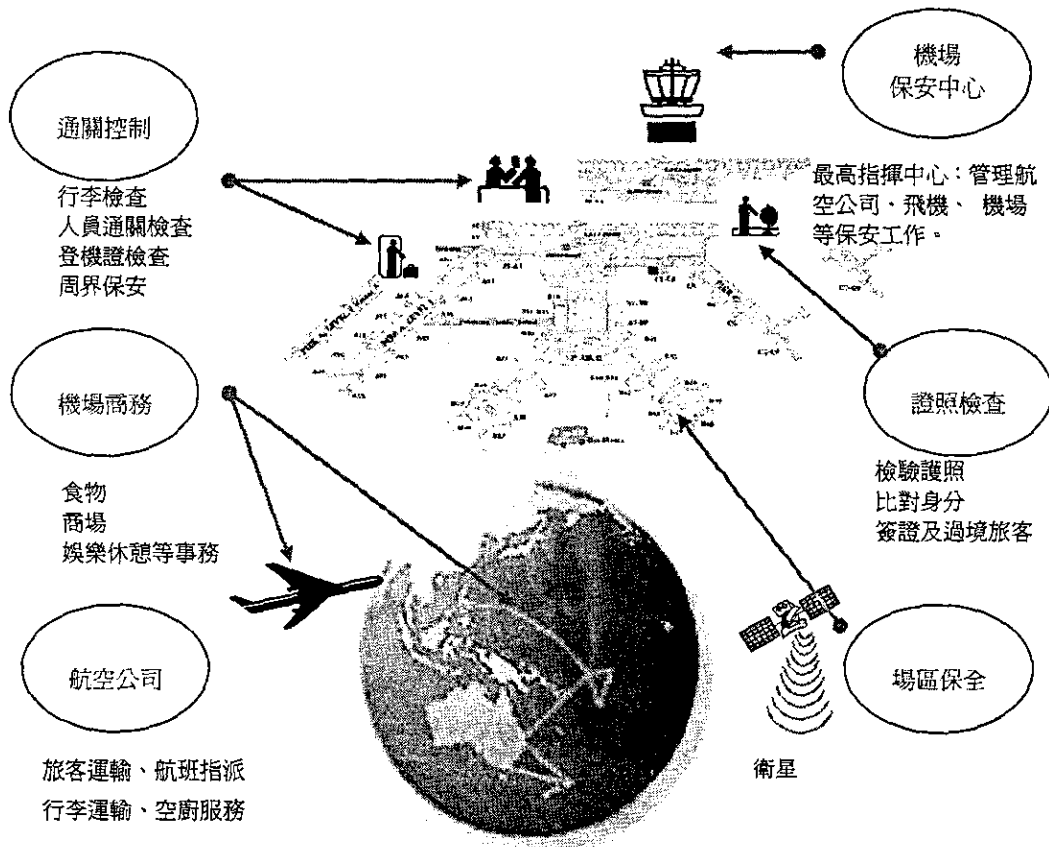 機場
保安中心
最高指揮中心：管理航
空公司、飛機、 機場
等保安工作。
通關控制
行李檢查
人員通關檢查
登機證檢查
周界保安
機場商務
食物
商場
娛樂休憩等事務
證照檢查
檢驗護照
比對身分
簽證及過境旅客
航空公司
旅客運輸、航班指派
行李運輸、空廚服務
場區保全
衛星